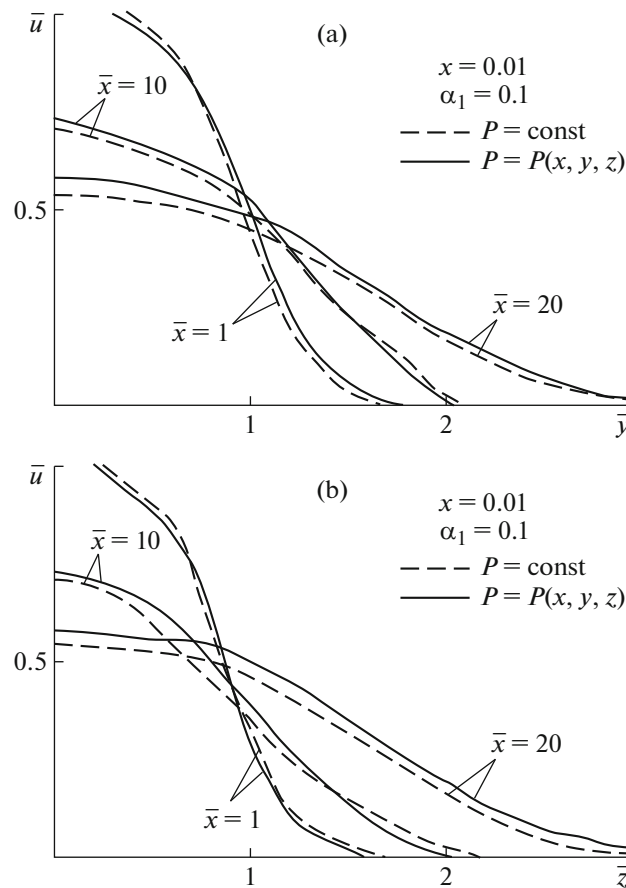 u̅
(a)
x = 0.01
α₁ = 0.1
P = const
P = P(x, y, z)
x̅ = 10
0.5
x̅ = 20
x̅ = 1
1
2
y̅
u̅
(b)
x = 0.01
α₁ = 0.1
P = const
P = P(x, y, z)
x̅ = 10
0.5
x̅ = 20
x̅ = 1
1
2
z̅